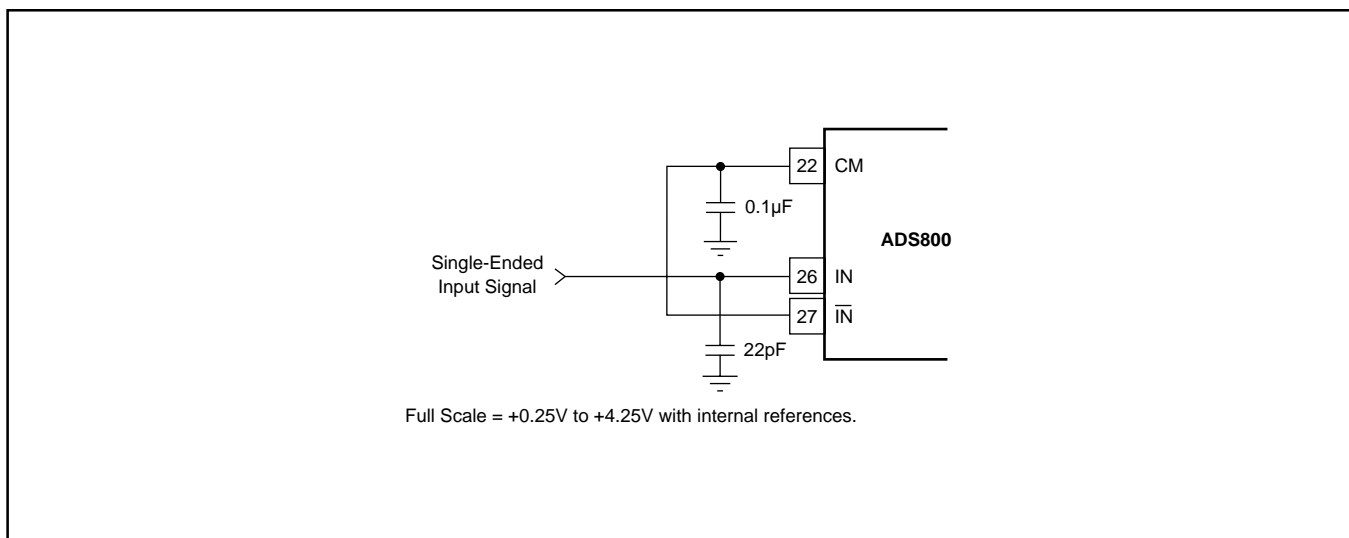 22 CM
0.1µF
ADS800
Single-Ended
Input Signal
26 IN
27 I̅N̅
22pF
Full Scale = +0.25V to +4.25V with internal references.